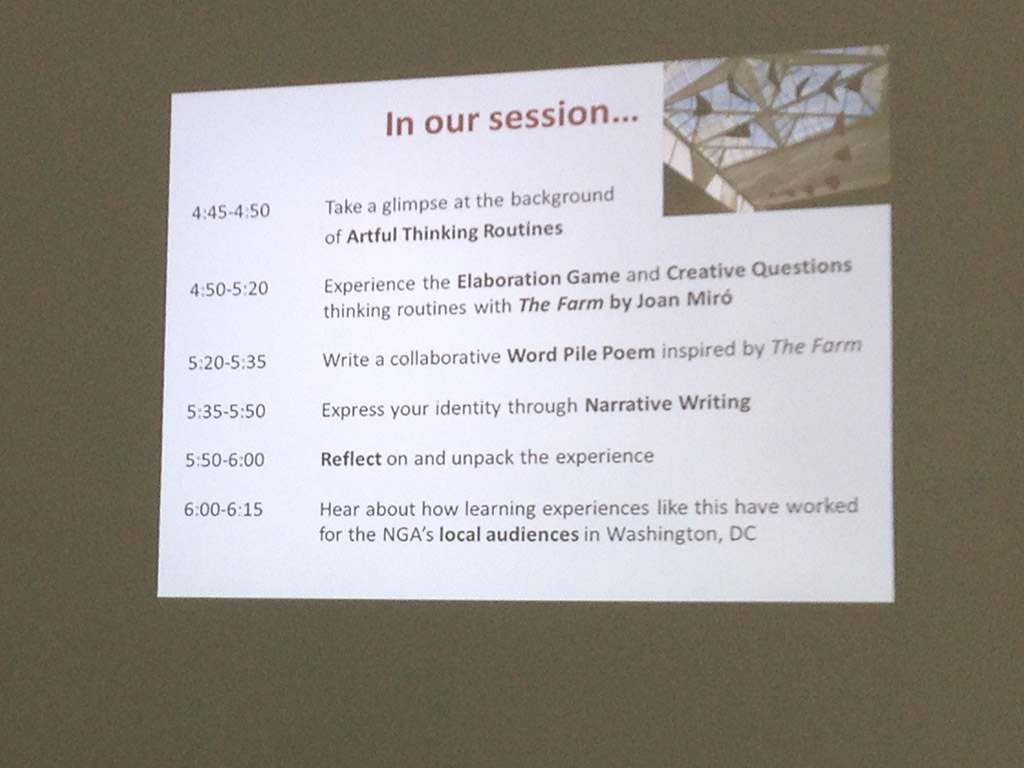 In our session...
4:45-4:50 Take a glimpse at the background
of Artful Thinking Routines
4:50-5:20 Experience the Elaboration Game and Creative Questions
thinking routines with The Farm by Joan Miró
5:20-5:35 Write a collaborative Word Pile Poem inspired by The Farm
5:35-5:50 Express your identity through Narrative Writing
5:50-6:00 Reflect on and unpack the experience
6:00-6:15 Hear about how learning experiences like this have worked
for the NGA's local audiences in Washington, DC